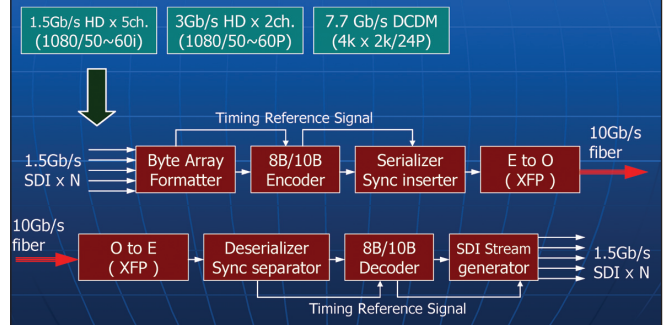 1.5Gb/s HD x 5ch.
(1080/50~60i)
3Gb/s HD x 2ch.
(1080/50~60P)
7.7 Gb/s DCDM
(4k x 2k/24P)
Timing Reference Signal
1.5Gb/s
SDI x N
Byte Array
Formatter
8B/10B
Encoder
Serializer
Sync inserter
E to O
( XFP )
10Gb/s
fiber
10Gb/s
fiber
O to E
( XFP )
Deserializer
Sync separator
8B/10B
Decoder
SDI Stream
generator
1.5Gb/s
SDI x N
Timing Reference Signal